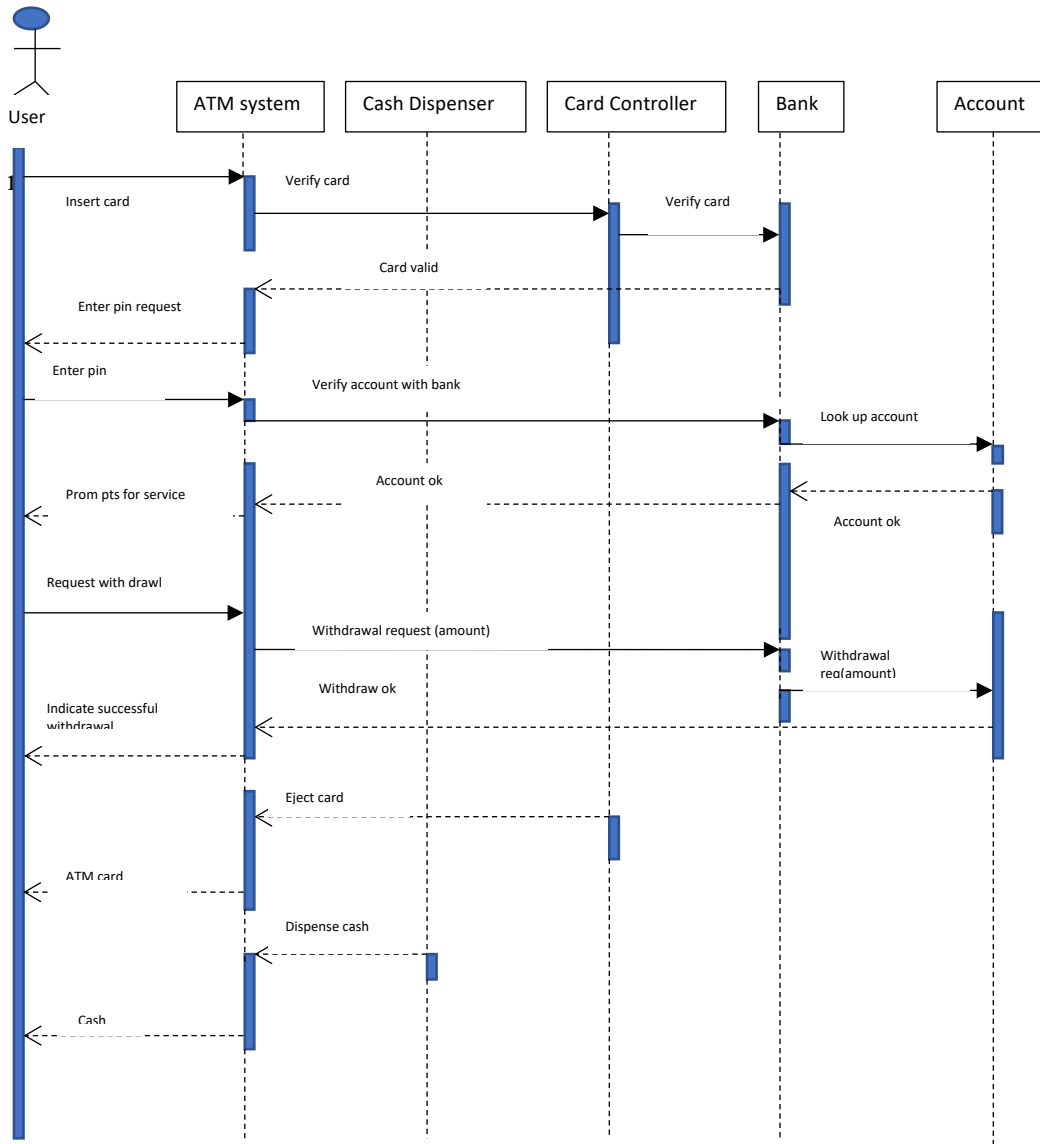 User
ATM system
Cash Dispenser
Card Controller
Bank
Account
1
Insert card
Verify card
Verify card
Card valid
Enter pin request
Enter pin
Verify account with bank
Look up account
Account ok
Prom pts for service
Account ok
Request with drawl
Withdrawal request (amount)
Withdrawal
req(amount)
Withdraw ok
Indicate successful
withdrawal
Eject card
ATM card
Dispense cash
Cash